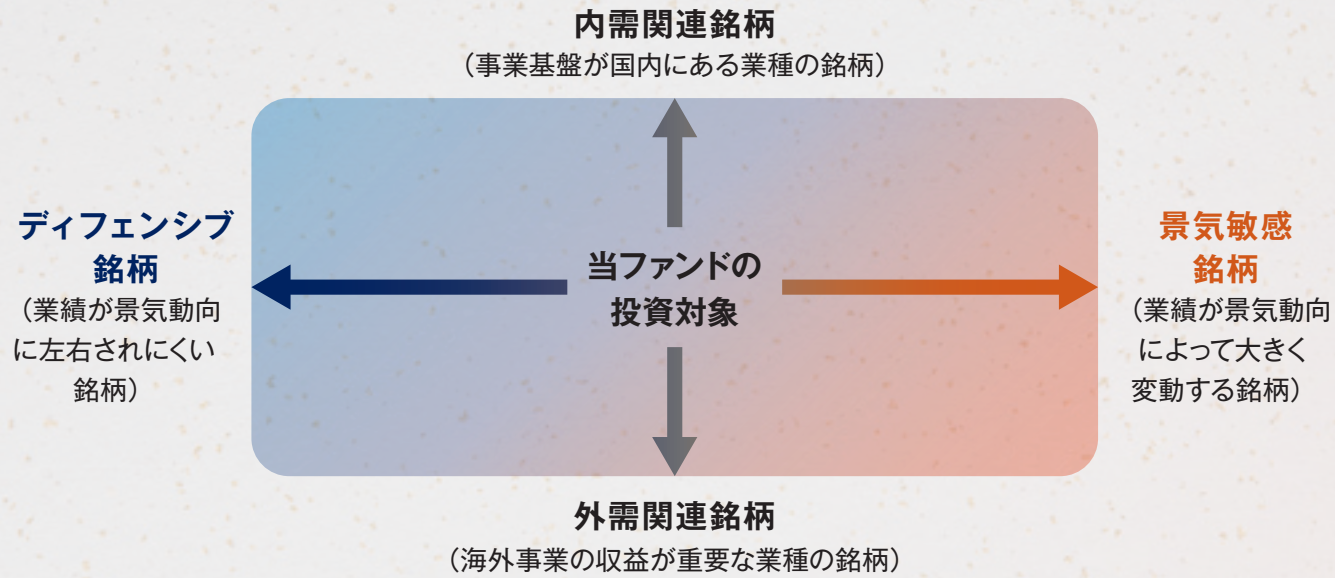 内需関連銘柄
（事業基盤が国内にある業種の銘柄）
ディフェンシブ
銘柄
（業績が景気動向
に左右されにくい
銘柄）
当ファンドの
投資対象
景気敏感
銘柄
（業績が景気動向
によって大きく
変動する銘柄）
外需関連銘柄
（海外事業の収益が重要な業種の銘柄）